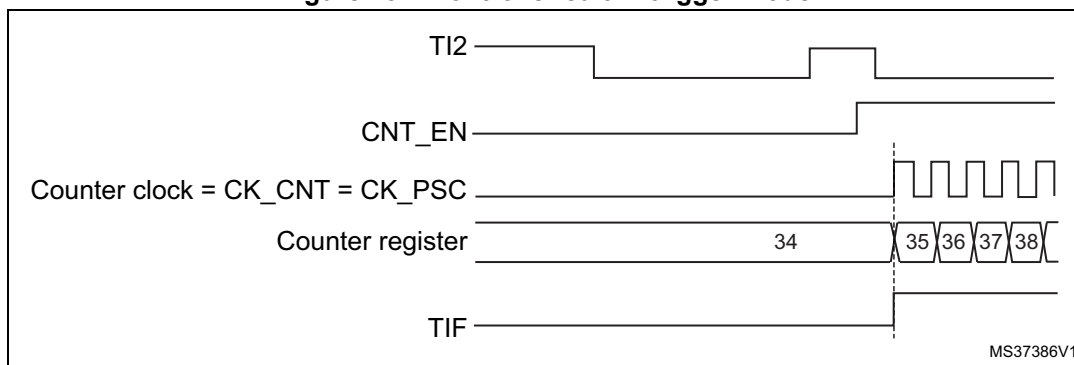 TI2
CNT_EN
Counter clock = CK_CNT = CK_PSC
Counter register
34
35
36
37
38
TIF
MS37386V1